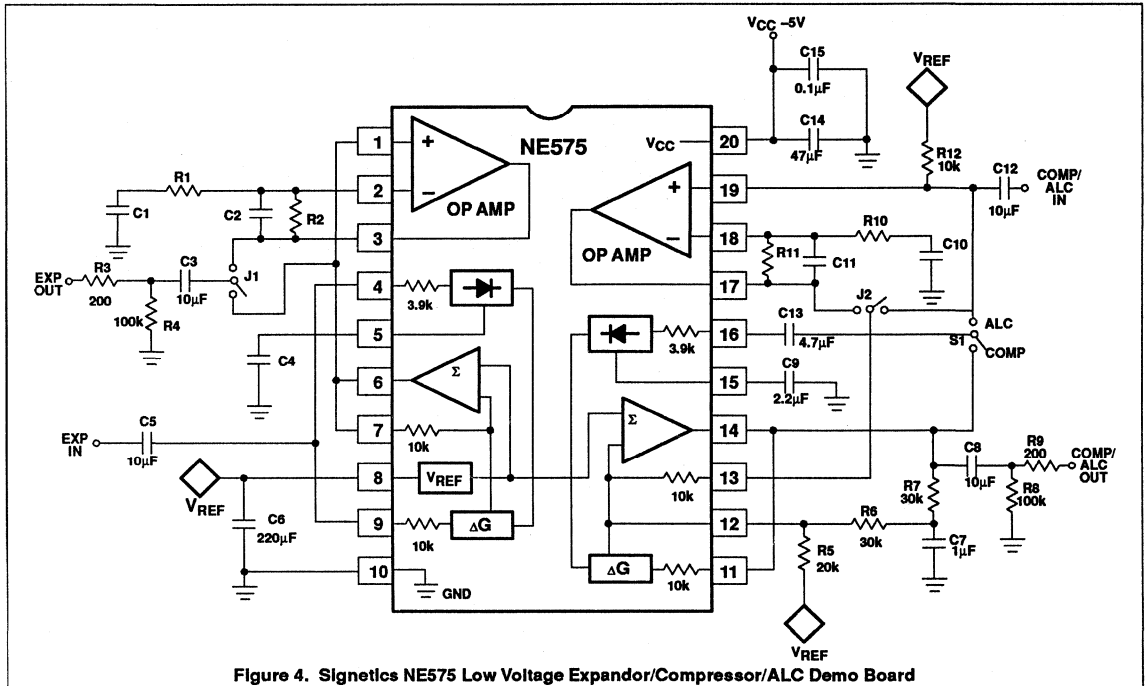 VCC –5V
C15
0.1µF
VREF
NE575
VCC
20
C14
47µF
R12
10k
C12
10µF
COMP/
ALC
IN
1
+
2
–
OP AMP
3
R1
C1
C2
R2
19
+
18
–
OP AMP
17
R10
R11
C11
C10
EXP
OUT
R3
200
C3
10µF
J1
100k
R4
4
3.9k
5
C4
J2
16
3.9k
C13
4.7µF
ALC
S1
COMP
15
C9
2.2µF
6
Σ
7
10k
Σ
14
EXP
IN
C5
10µF
8
VREF
VREF
C6
220µF
13
10k
C8
10µF
R9
200
COMP/
ALC
OUT
R7
30k
R8
100k
9
10k
ΔG
12
R6
30k
C7
1µF
R5
20k
10
GND
ΔG
10k
11
VREF
Figure 4. Signetics NE575 Low Voltage Expandor/Compressor/ALC Demo Board